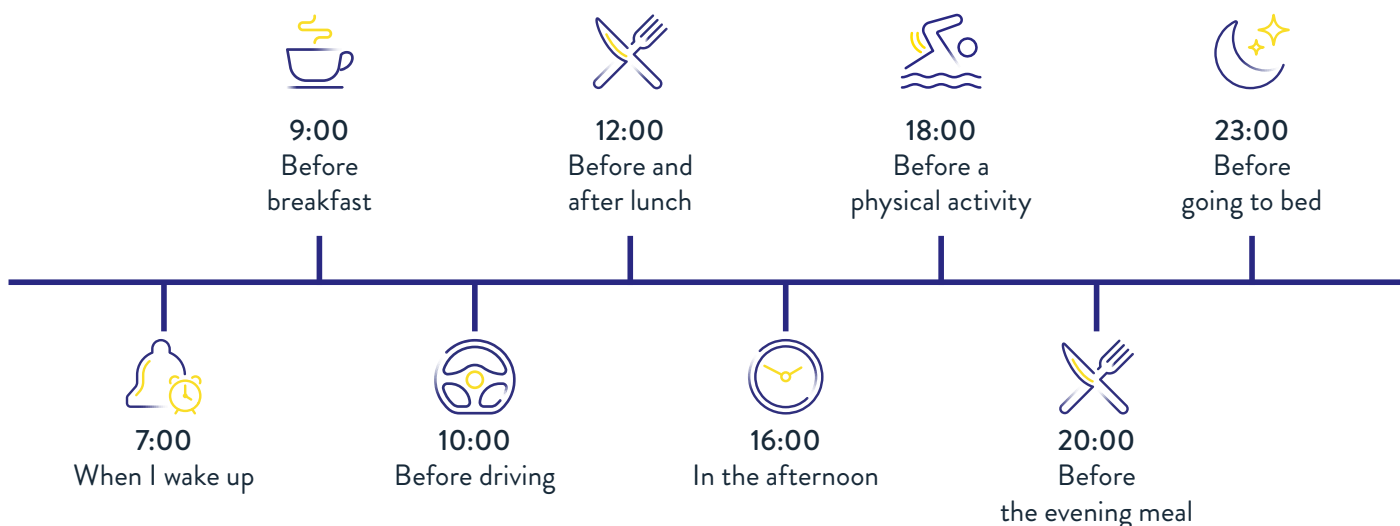 9:00
Before
breakfast
12:00
Before and
after lunch
18:00
Before a
physical activity
23:00
Before
going to bed
7:00
When I wake up
10:00
Before driving
16:00
In the afternoon
20:00
Before
the evening meal